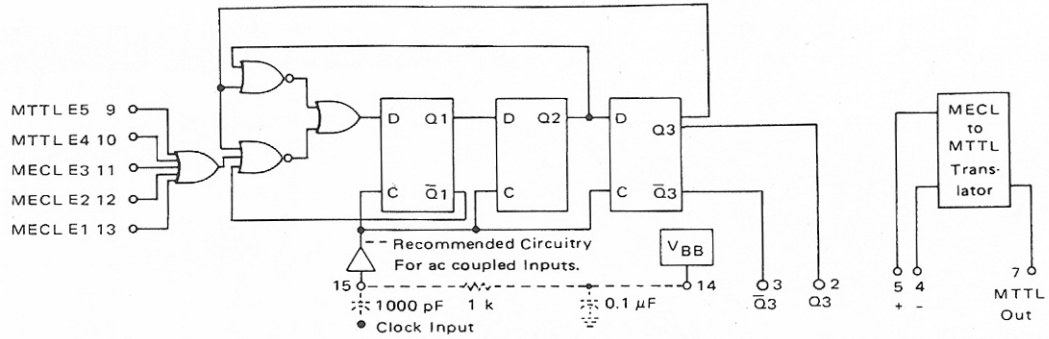 MTTL E5 9
MTTL E4 10
MECL E3 11
MECL E2 12
MECL E1 13
D Q1
C Q̅1
D Q2
C
D Q3
C Q̅3
MECL
to
MTTL
Trans-
lator
Recommended Circuitry
For ac coupled Inputs.
VBB
15
1000 pF
1 k
0.1 µF
14
3
Q̅3
2
Q3
5
+
4
−
7
MTTL
Out
Clock Input